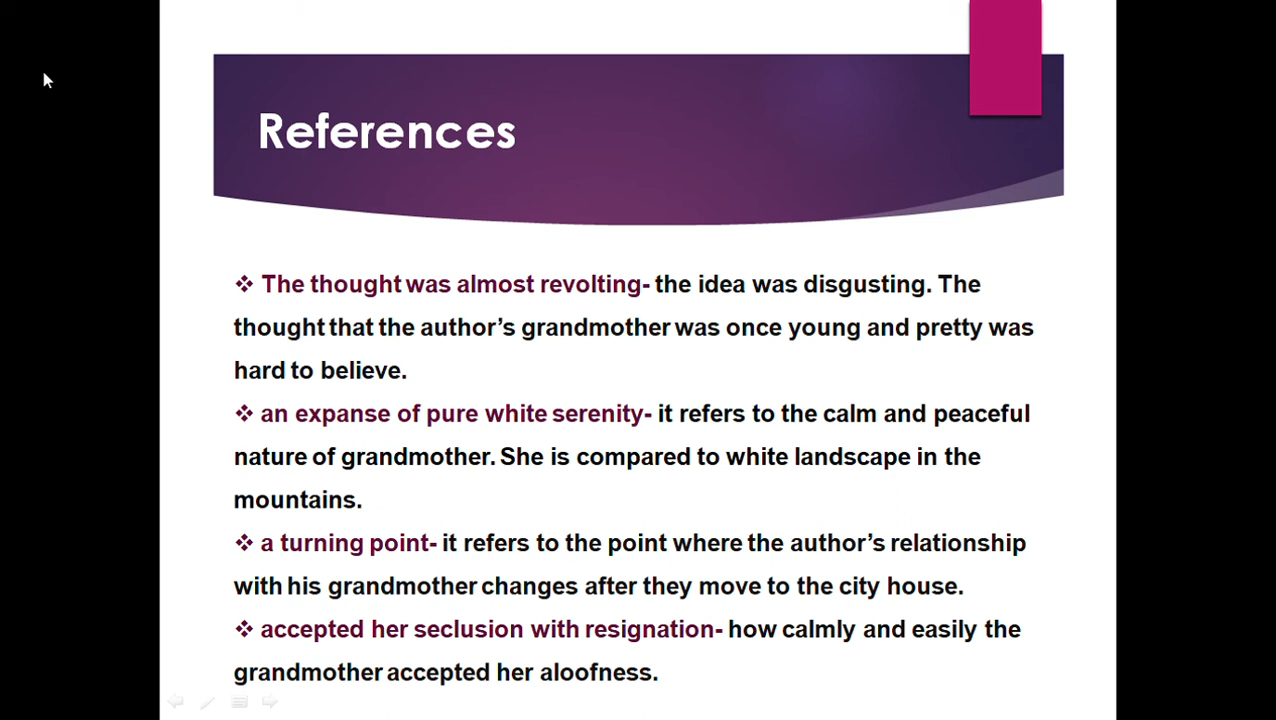 References
❖ The thought was almost revolting- the idea was disgusting. The
thought that the author’s grandmother was once young and pretty was
hard to believe.
❖ an expanse of pure white serenity- it refers to the calm and peaceful
nature of grandmother. She is compared to white landscape in the
mountains.
❖ a turning point- it refers to the point where the author’s relationship
with his grandmother changes after they move to the city house.
❖ accepted her seclusion with resignation- how calmly and easily the
grandmother accepted her aloofness.